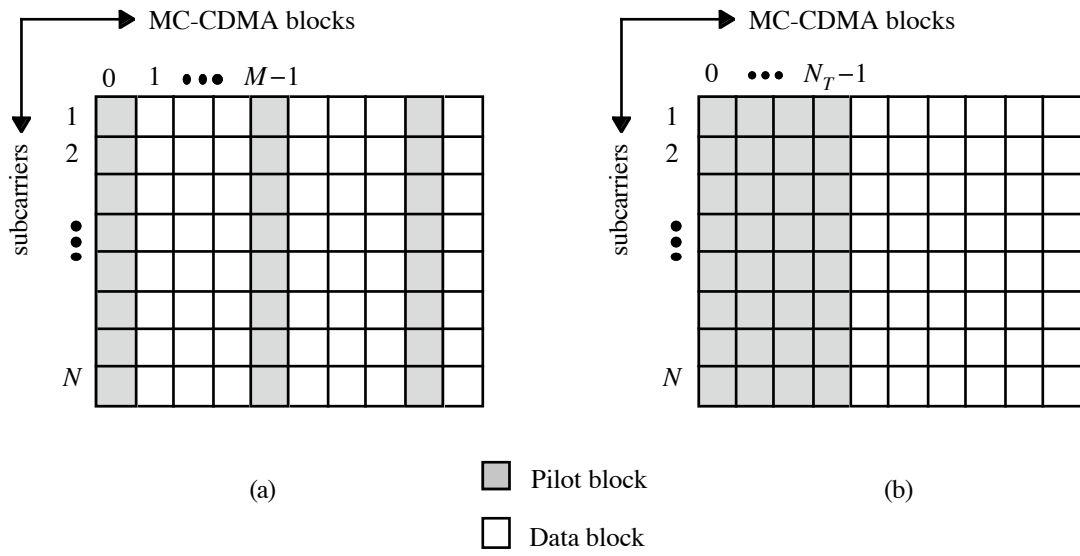 MC-CDMA blocks
0 1 ••• M−1
subcarriers
1
2
•••
N
(a)
MC-CDMA blocks
0 ••• N_T−1
subcarriers
1
2
•••
N
(b)
Pilot block
Data block